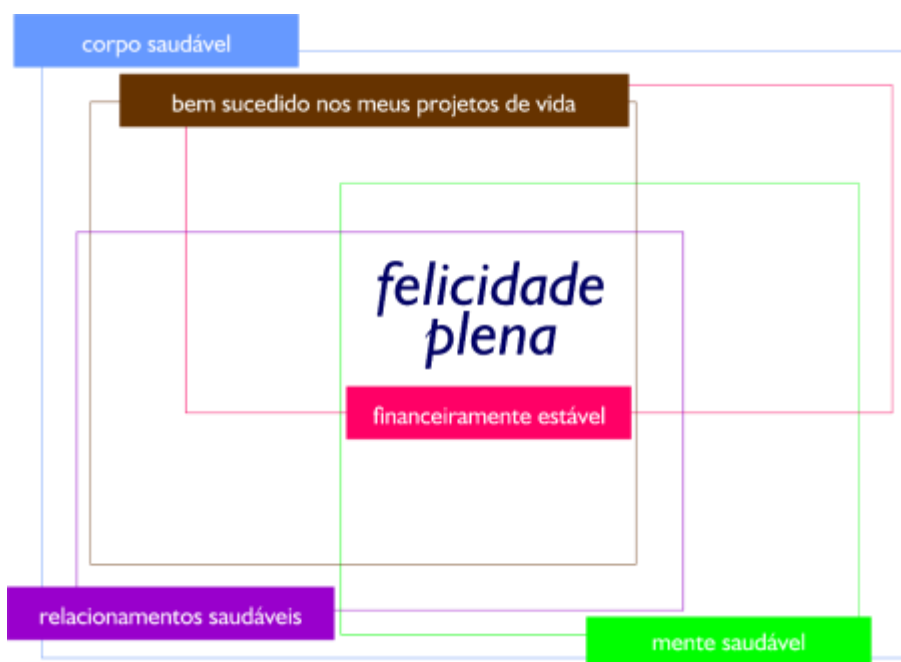 corpo saudável
bem sucedido nos meus projetos de vida
felicidade
plena
financeiramente estável
relacionamentos saudáveis
mente saudável